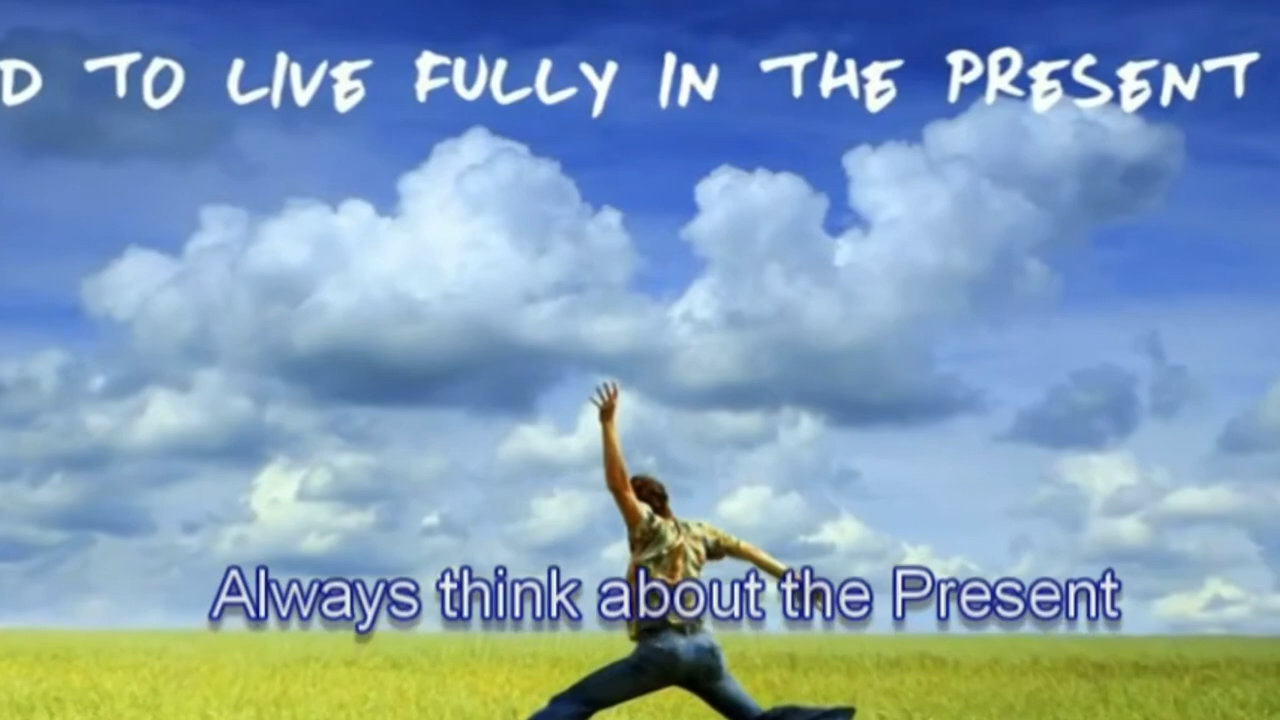 D TO LIVE FULLY IN THE PRESENT
Always think about the Present